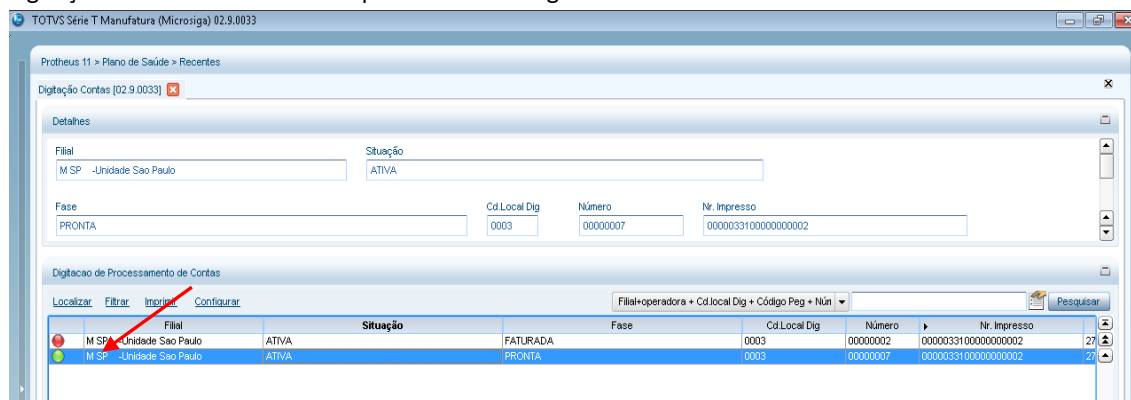 TOTVS Série T Manufatura (Microsiga) 02.9.0033
Protheus 11 > Plano de Saúde > Recentes
Digitação Contas [02.9.0033]
Detalhes
Filial Situação
M SP -Unidade Sao Paulo ATIVA
Fase Cd.Local Dig Número Nr. Impresso
PRONTA 0003 00000007 0000033100000000002
Digitacao de Processamento de Contas
Localizar Filtrar Imprimir Configurar Filial+operadora + Cd.local Dig + Código Peg + Nún Pesquisar
Filial Situação Fase Cd.Local Dig Número Nr. Impresso
M SP -Unidade Sao Paulo ATIVA FATURADA 0003 00000002 0000033100000000002 27
M SP -Unidade Sao Paulo ATIVA PRONTA 0003 00000007 0000033100000000002 27